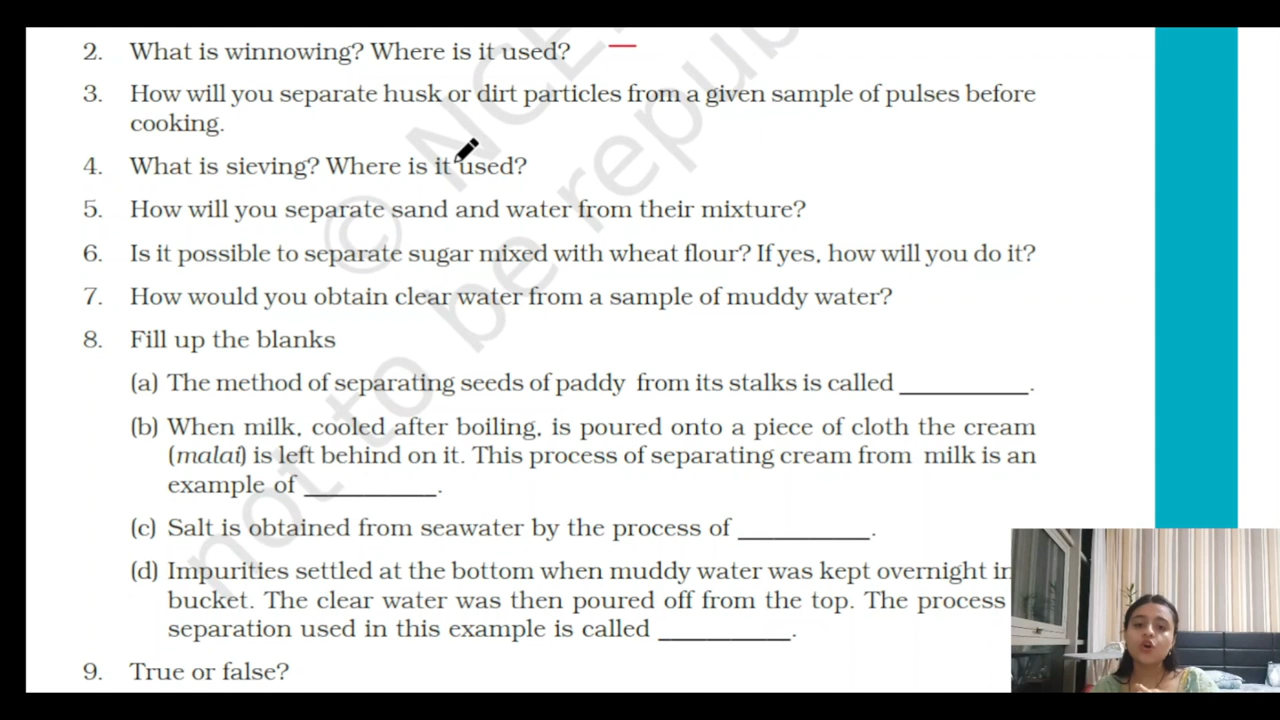 2. What is winnowing? Where is it used?
3. How will you separate husk or dirt particles from a given sample of pulses before
cooking.
4. What is sieving? Where is it used?
5. How will you separate sand and water from their mixture?
6. Is it possible to separate sugar mixed with wheat flour? If yes, how will you do it?
7. How would you obtain clear water from a sample of muddy water?
8. Fill up the blanks
(a) The method of separating seeds of paddy from its stalks is called ___________.
(b) When milk, cooled after boiling, is poured onto a piece of cloth the cream
(malai) is left behind on it. This process of separating cream from milk is an
example of ___________.
(c) Salt is obtained from seawater by the process of ___________.
(d) Impurities settled at the bottom when muddy water was kept overnight in
bucket. The clear water was then poured off from the top. The process
separation used in this example is called ___________.
9. True or false?
© NCE
not to be repub